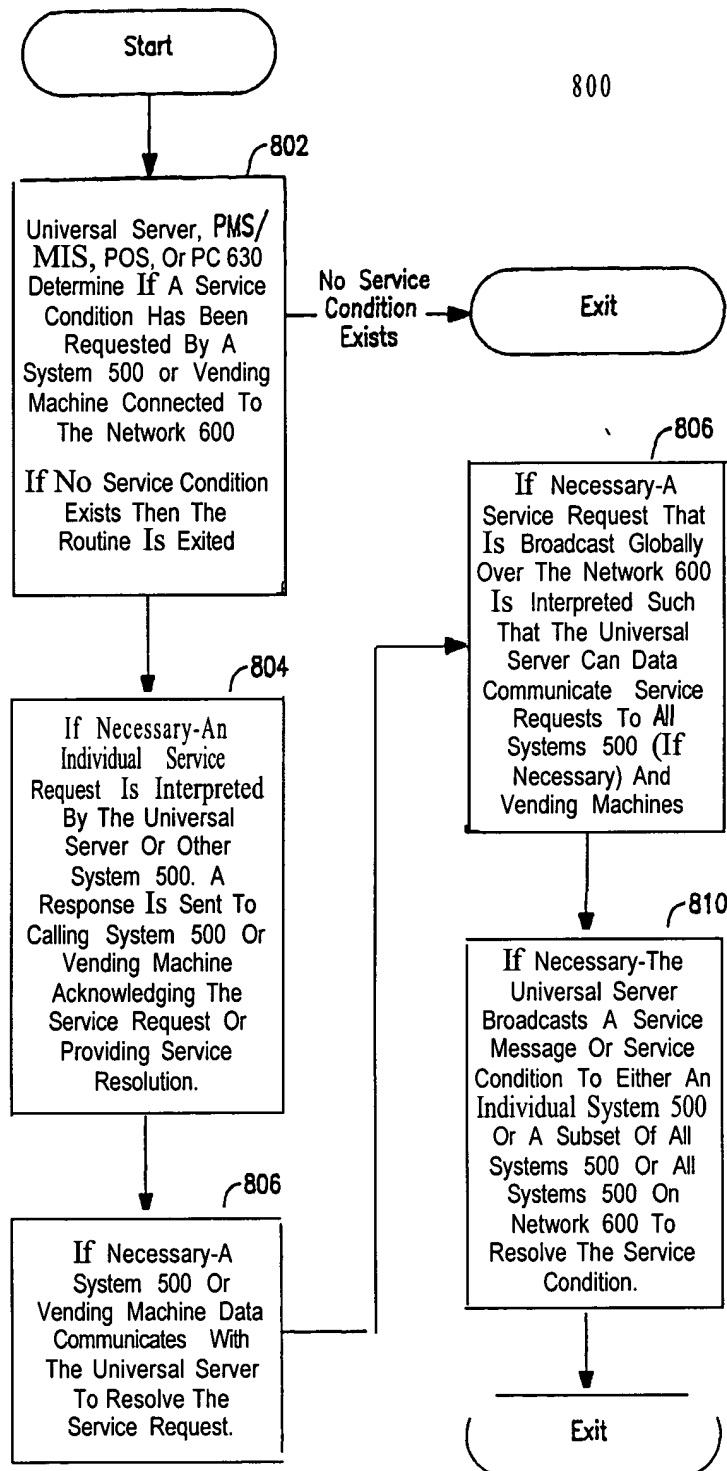 Start
800
802
Universal Server, PMS/
MIS, POS, Or PC 630
Determine If A Service
Condition Has Been
Requested By A
System 500 or Vending
Machine Connected To
The Network 600
If No Service Condition
Exists Then The
Routine Is Exited
No Service
Condition
Exists
Exit
804
If Necessary-An
Individual Service
Request Is Interpreted
By The Universal
Server Or Other
System 500. A
Response Is Sent To
Calling System 500 Or
Vending Machine
Acknowledging The
Service Request Or
Providing Service
Resolution.
806
If Necessary-A
System 500 Or
Vending Machine Data
Communicates With
The Universal Server
To Resolve The
Service Request.
806
If Necessary-A
Service Request That
Is Broadcast Globally
Over The Network 600
Is Interpreted Such
That The Universal
Server Can Data
Communicate Service
Requests To All
Systems 500 (If
Necessary) And
Vending Machines
810
If Necessary-The
Universal Server
Broadcasts A Service
Message Or Service
Condition To Either An
Individual System 500
Or A Subset Of All
Systems 500 Or All
Systems 500 On
Network 600 To
Resolve The Service
Condition.
Exit